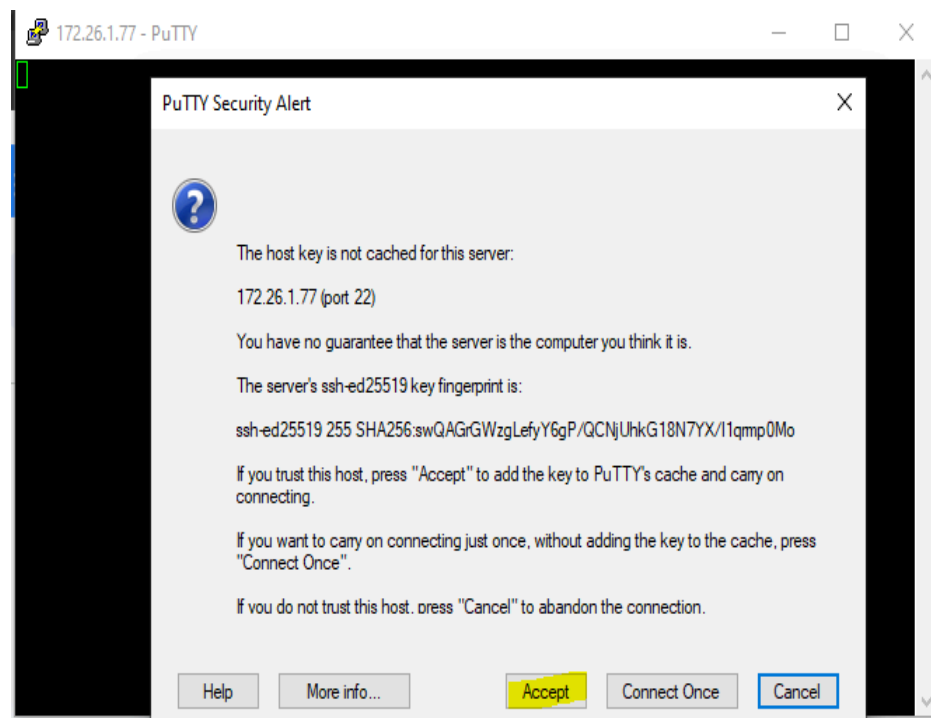 172.26.1.77 - PuTTY
PuTTY Security Alert
The host key is not cached for this server:
172.26.1.77 (port 22)
You have no guarantee that the server is the computer you think it is.
The server's ssh-ed25519 key fingerprint is:
ssh-ed25519 255 SHA256:swQAGrGWzgLefyY6gP/QCNjUhkG18N7YX/I1qrmp0Mo
If you trust this host, press "Accept" to add the key to PuTTY's cache and carry on
connecting.
If you want to carry on connecting just once, without adding the key to the cache, press
"Connect Once".
If you do not trust this host, press "Cancel" to abandon the connection.
Help More info... Accept Connect Once Cancel